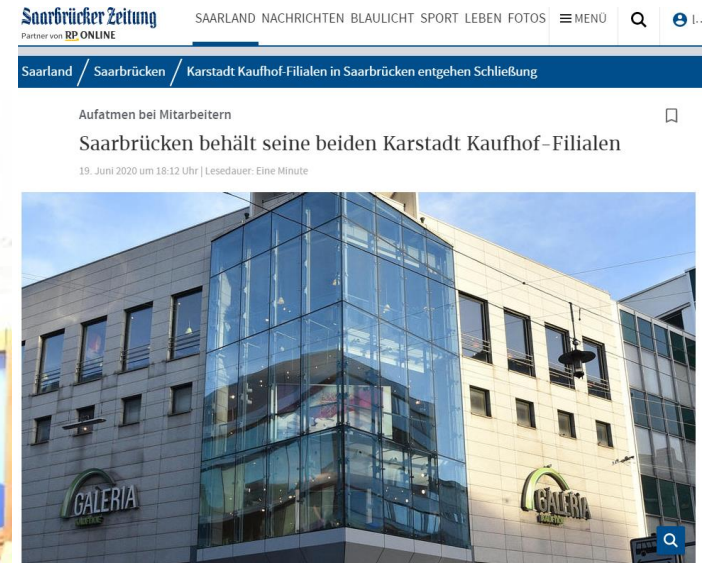 Saarbrücker Zeitung
Partner von RP ONLINE
SAARLAND NACHRICHTEN BLAULICHT SPORT LEBEN FOTOS MENÜ
Saarland / Saarbrücken / Karstadt Kaufhof-Filialen in Saarbrücken entgehen Schließung
Aufatmen bei Mitarbeitern
Saarbrücken behält seine beiden Karstadt Kaufhof-Filialen
19. Juni 2020 um 18:12 Uhr | Lesedauer: Eine Minute
GALERIA
GALERIA